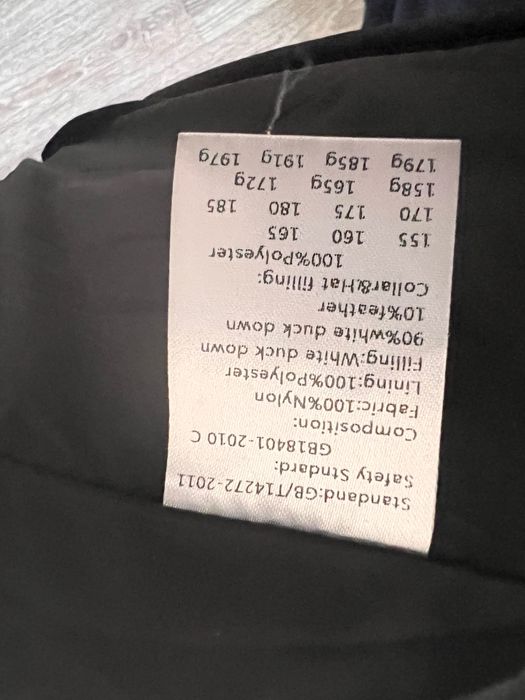 Standand:GB/T14272-2011
Safety Stndard:
GB18401-2010 C
Composition:
Fabric:100%Nylon
Lining:100%Polyester
Filling:White duck down
90%white duck down
10%feather
Collar&Hat filling:
100%Polyester
155 160 165
170 175 180 185
158g 165g 172g
179g 185g 191g 197g